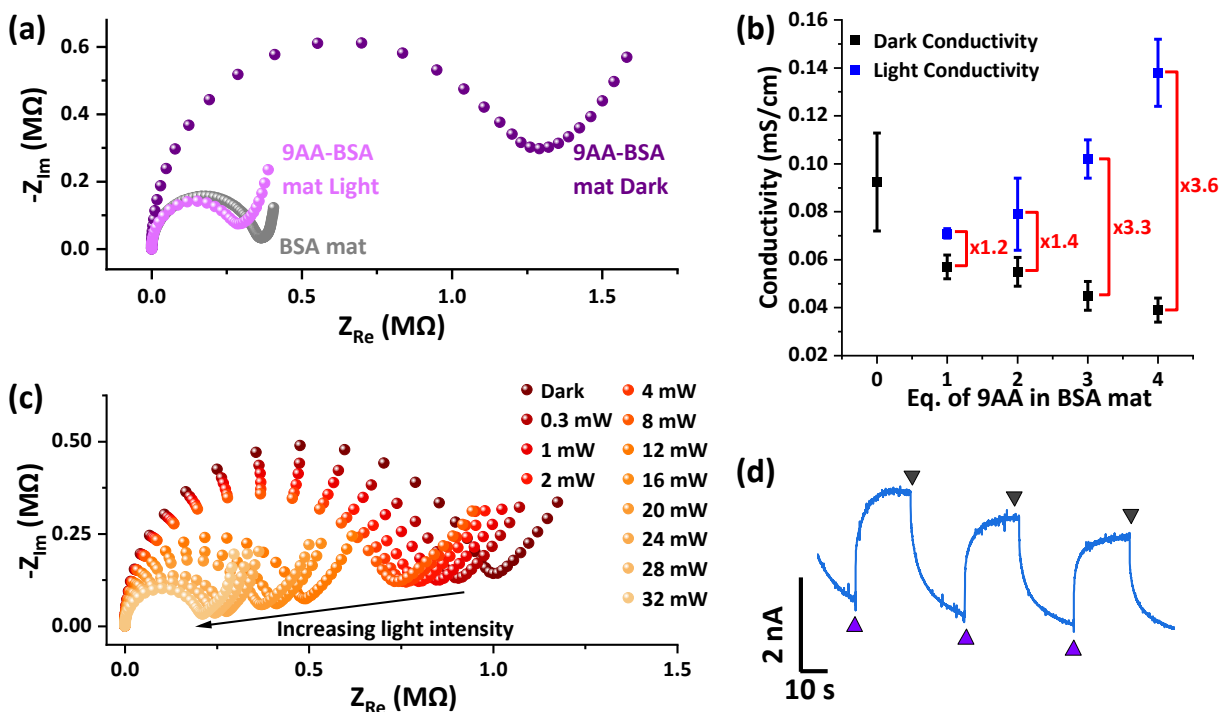 (a)
0.6
0.4
0.2
0.0
-Z_Im (MΩ)
9AA-BSA
mat Light
9AA-BSA
mat Dark
BSA mat
0.0 0.5 1.0 1.5
Z_Re (MΩ)
(b)
Dark Conductivity
Light Conductivity
0.16
0.14
0.12
0.10
0.08
0.06
0.04
0.02
Conductivity (mS/cm)
x1.2
x1.4
x3.3
x3.6
0 1 2 3 4
Eq. of 9AA in BSA mat
(c)
Dark
0.3 mW
1 mW
2 mW
4 mW
8 mW
12 mW
16 mW
20 mW
24 mW
28 mW
32 mW
0.50
0.25
0.00
-Z_Im (MΩ)
Increasing light intensity
0.0 0.5 1.0 1.5
Z_Re (MΩ)
(d)
2 nA
10 s